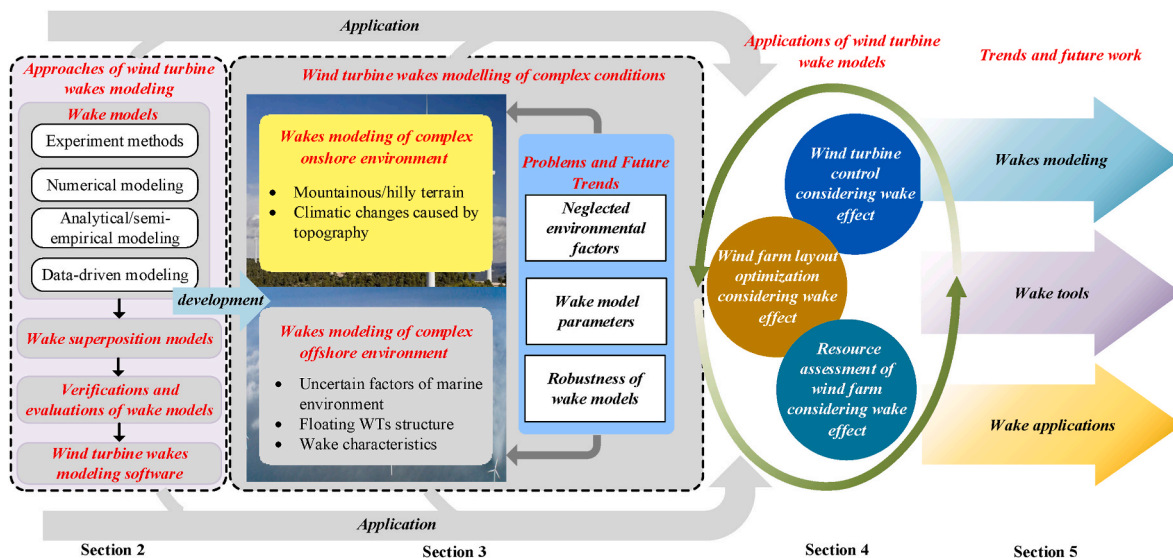 Application
Approaches of wind turbine
wakes modeling
Wake models
Experiment methods
Numerical modeling
Analytical/semi-
empirical modeling
Data-driven modeling
Wake superposition models
Verifications and
evaluations of wake models
Wind turbine wakes
modeling software
development
Wind turbine wakes modelling of complex conditions
Wakes modeling of complex
onshore environment
• Mountainous/hilly terrain
• Climatic changes caused by
topography
Wakes modeling of complex
offshore environment
• Uncertain factors of marine
environment
• Floating WTs structure
• Wake characteristics
Problems and Future
Trends
Neglected
environmental
factors
Wake model
parameters
Robustness of
wake models
Applications of wind turbine
wake models
Wind turbine
control considering wake
effect
Wind farm layout
optimization
considering wake
effect
Resource
assessment of
wind farm
considering wake
effect
Trends and future work
Wakes modeling
Wake tools
Wake applications
Application
Section 2
Section 3
Section 4
Section 5